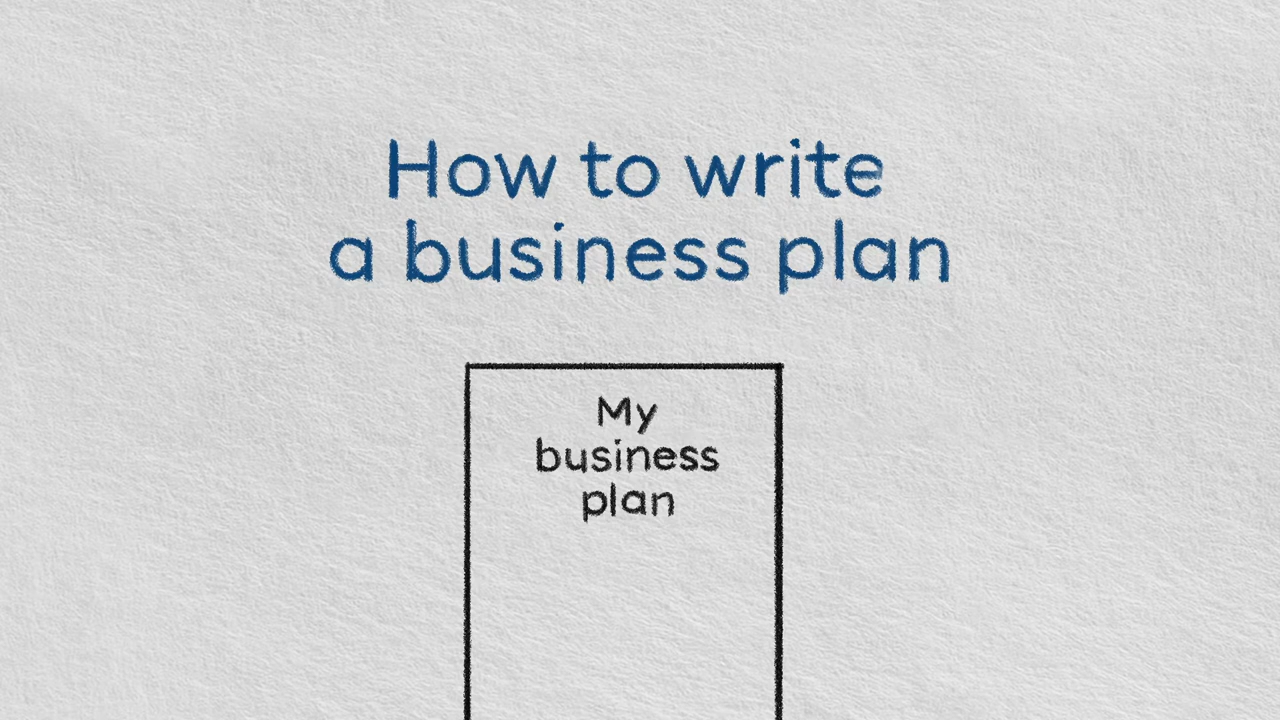 How to write
a business plan
My
business
plan